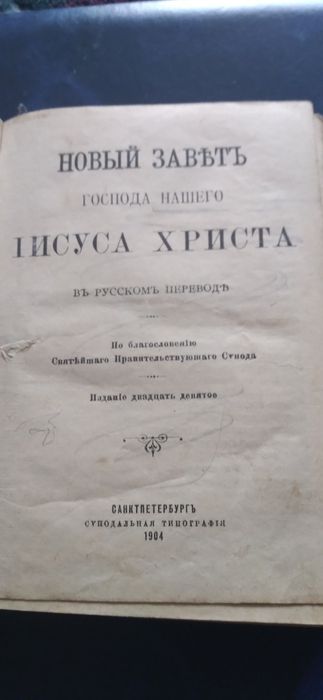 НОВЫЙ ЗАВѢТЪ
ГОСПОДА НАШЕГО
ІИСУСА ХРИСТА
ВЪ РУССКОМЪ ПЕРЕВОДѢ
По благословенію
Святѣйшаго Правительствующаго Сѵнода
Изданіе двадцать девятое
САНКТПЕТЕРБУРГЪ
СѴНОДАЛЬНАЯ ТИПОГРАФІЯ
1904